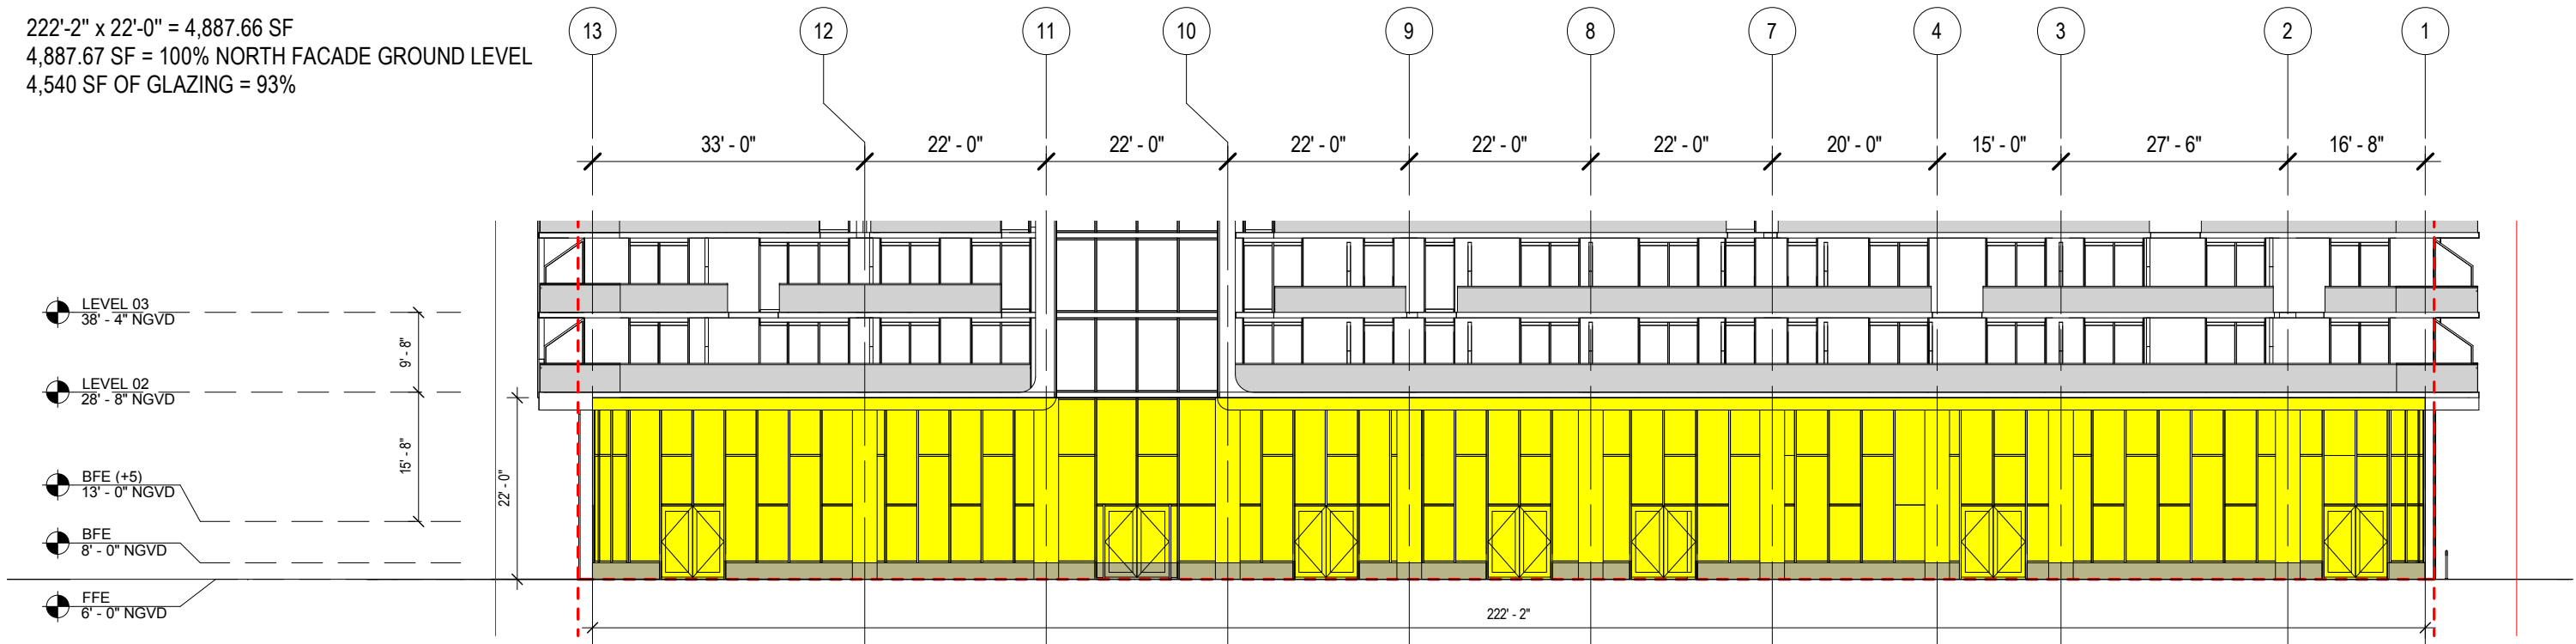 222'-2" x 22'-0" = 4,887.66 SF
4,887.67 SF = 100% NORTH FACADE GROUND LEVEL
4,540 SF OF GLAZING = 93%
13 12 11 10 9 8 7 4 3 2 1
33' - 0" 22' - 0" 22' - 0" 22' - 0" 22' - 0" 22' - 0" 20' - 0" 15' - 0" 27' - 6" 16' - 8"
LEVEL 03
38' - 4" NGVD
9' - 8"
LEVEL 02
28' - 8" NGVD
15' - 8"
22' - 0"
BFE (+5)
13' - 0" NGVD
BFE
8' - 0" NGVD
FFE
6' - 0" NGVD
222' - 2"